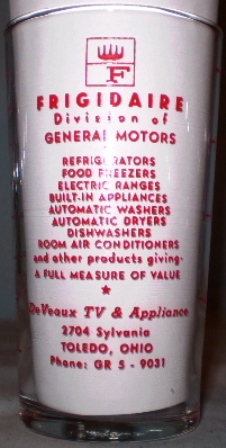 F
FRIGIDAIRE
Division of
GENERAL MOTORS
REFRIGERATORS
FOOD FREEZERS
ELECTRIC RANGES
BUILT-IN APPLIANCES
AUTOMATIC WASHERS
AUTOMATIC DRYERS
DISHWASHERS
ROOM AIR CONDITIONERS
and other products giving-
A FULL MEASURE OF VALUE
DeVeaux TV & Appliance
2704 Sylvania
TOLEDO, OHIO
Phone: GR 5 - 9031